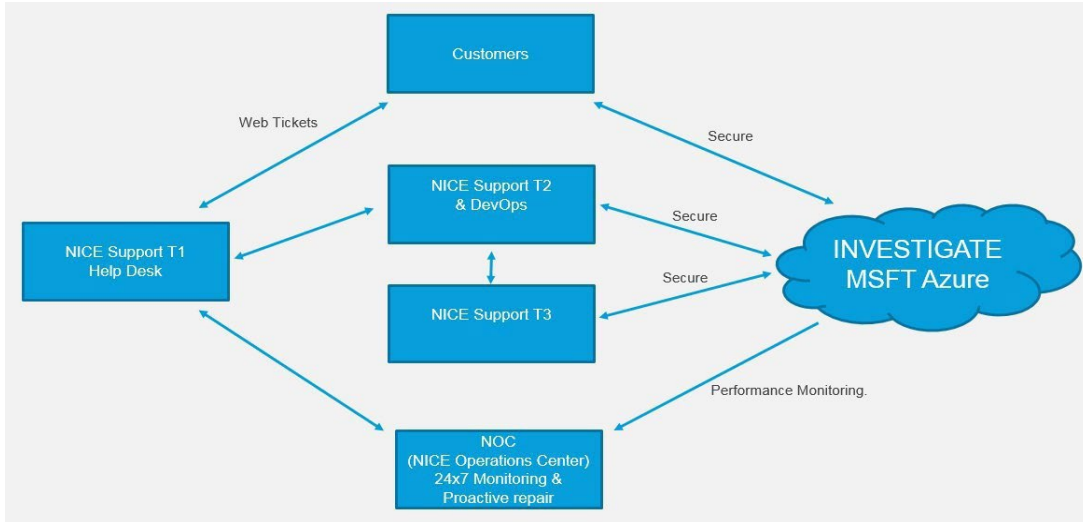 Customers
Web Tickets
Secure
NICE Support T2
& DevOps
Secure
NICE Support T1
Help Desk
INVESTIGATE
MSFT Azure
Secure
NICE Support T3
Performance Monitoring.
NOC
(NICE Operations Center)
24x7 Monitoring &
Proactive repair